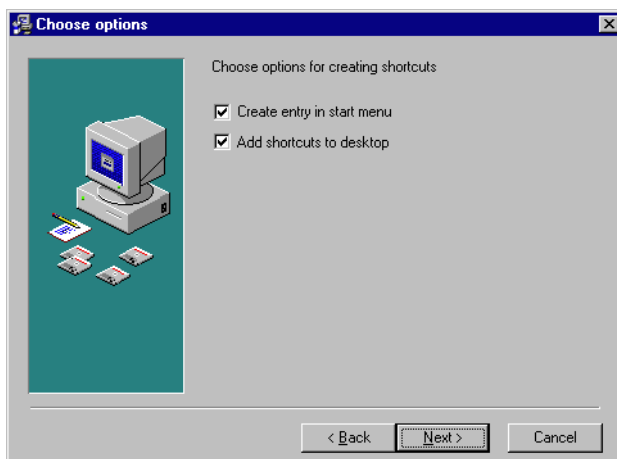 Choose options
Choose options for creating shortcuts
Create entry in start menu
Add shortcuts to desktop
< Back
Next >
Cancel